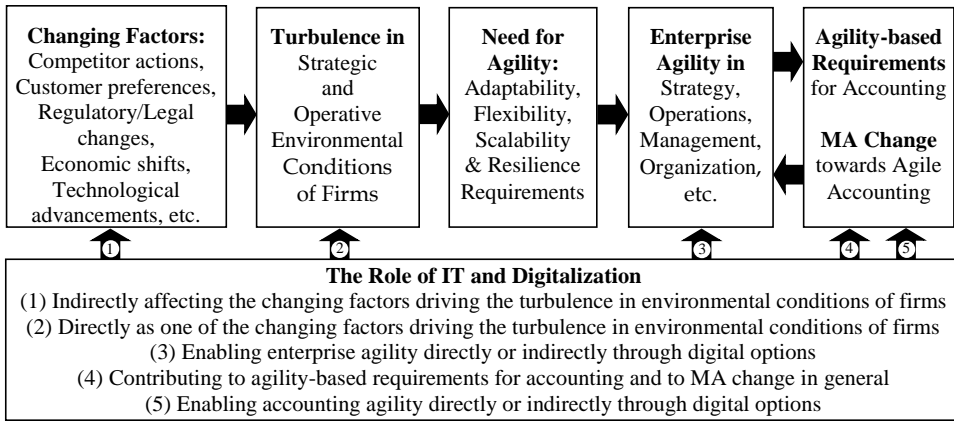 Changing Factors:
Competitor actions,
Customer preferences,
Regulatory/Legal
changes,
Economic shifts,
Technological
advancements, etc.
Turbulence in
Strategic
and
Operative
Environmental
Conditions
of Firms
Need for
Agility:
Adaptability,
Flexibility,
Scalability
& Resilience
Requirements
Enterprise
Agility in
Strategy,
Operations,
Management,
Organization,
etc.
Agility-based
Requirements
for Accounting
MA Change
towards Agile
Accounting
1
2
3
4
5
The Role of IT and Digitalization
(1) Indirectly affecting the changing factors driving the turbulence in environmental conditions of firms
(2) Directly as one of the changing factors driving the turbulence in environmental conditions of firms
(3) Enabling enterprise agility directly or indirectly through digital options
(4) Contributing to agility-based requirements for accounting and to MA change in general
(5) Enabling accounting agility directly or indirectly through digital options